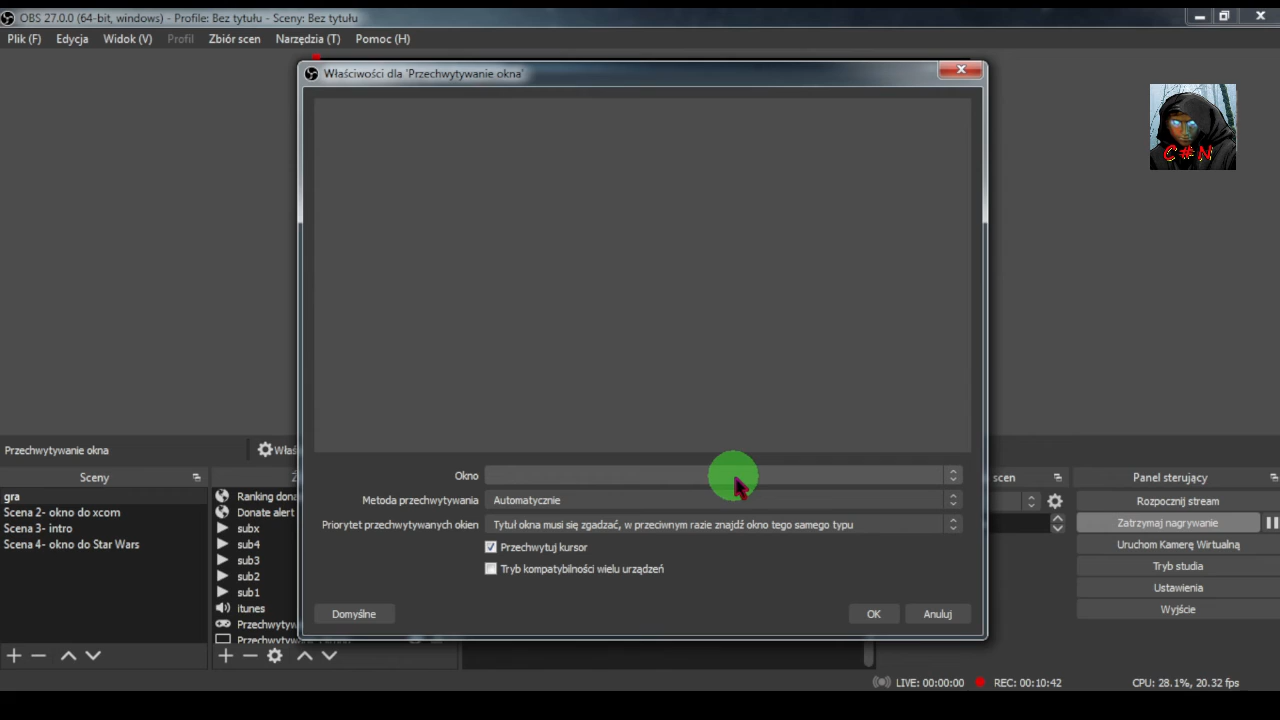 OBS 27.0.0 (64-bit, windows) - Profile: Bez tytułu - Sceny: Bez tytułu
Plik (F) Edycja Widok (V) Profil Zbiór scen Narzędzia (T) Pomoc (H)
Właściwości dla 'Przechwytywanie okna'
C#N
Okno
Metoda przechwytywania Automatycznie
Priorytet przechwytywanych okien Tytuł okna musi się zgadzać, w przeciwnym razie znajdź okno tego samego typu
Przechwytuj kursor
Tryb kompatybilności wielu urządzeń
Domyślne OK Anuluj
Przechwytywanie okna
Sceny
gra
Scena 2- okno do xcom
Scena 3- intro
Scena 4- okno do Star Wars
Ranking dona
Donate alert
subx
sub4
sub3
sub2
sub1
itunes
scen
Panel sterujący
Rozpocznij stream
Zatrzymaj nagrywanie
Uruchom Kamerę Wirtualną
Tryb studia
Ustawienia
Wyjście
LIVE: 00:00:00 REC: 00:10:42 CPU: 28.1%, 20.32 fps